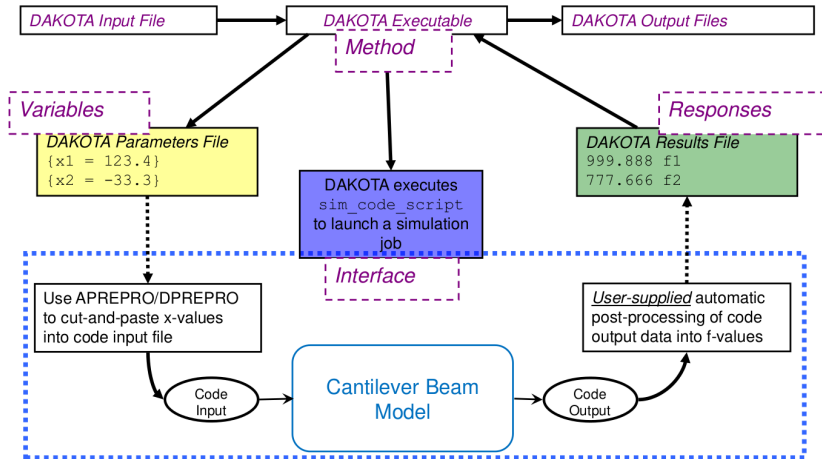 DAKOTA Input File
DAKOTA Executable
DAKOTA Output Files
Method
Variables
Responses
DAKOTA Parameters File
{x1 = 123.4}
{x2 = -33.3}
DAKOTA executes
sim_code_script
to launch a simulation
job
DAKOTA Results File
999.888 f1
777.666 f2
Interface
Use APREPRO/DPREPRO
to cut-and-paste x-values
into code input file
User-supplied automatic
post-processing of code
output data into f-values
Code
Input
Cantilever Beam
Model
Code
Output